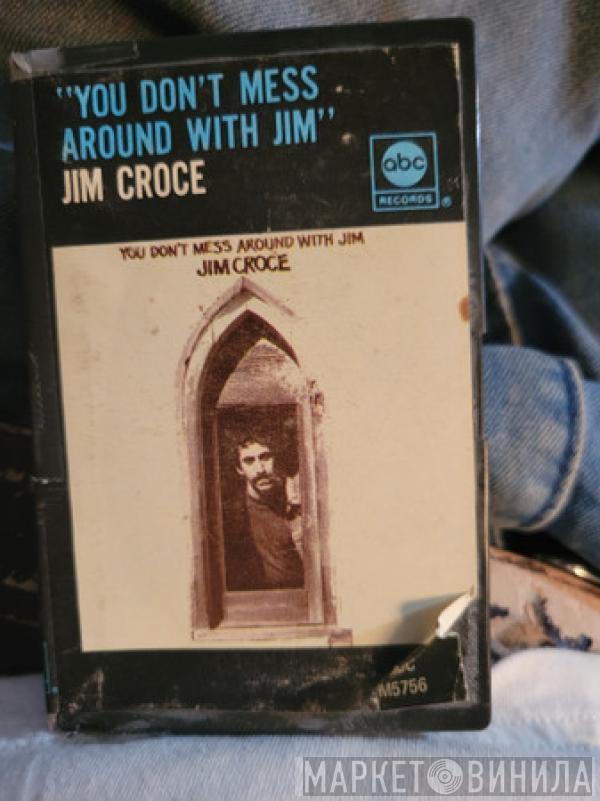 "YOU DON'T MESS
AROUND WITH JIM"
JIM CROCE
abc
RECORDS
®
YOU DON'T MESS AROUND WITH JIM
JIM CROCE
M5756
МАРКЕТ ВИНИЛА